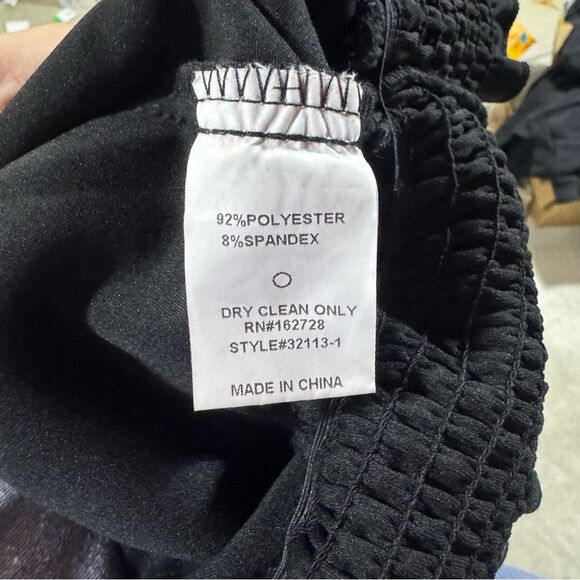 92%POLYESTER
8%SPANDEX
DRY CLEAN ONLY
RN#162728
STYLE#32113-1
MADE IN CHINA